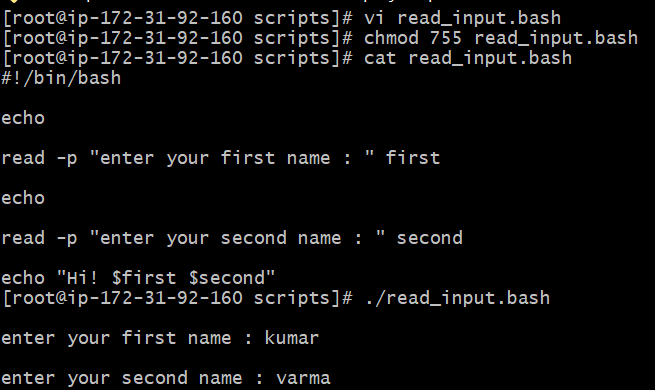 [root@ip-172-31-92-160 scripts]# vi read_input.bash
[root@ip-172-31-92-160 scripts]# chmod 755 read_input.bash
[root@ip-172-31-92-160 scripts]# cat read_input.bash
#!/bin/bash
echo
read -p "enter your first name : " first
echo
read -p "enter your second name : " second
echo "Hi! $first $second"
[root@ip-172-31-92-160 scripts]# ./read_input.bash
enter your first name : kumar
enter your second name : varma